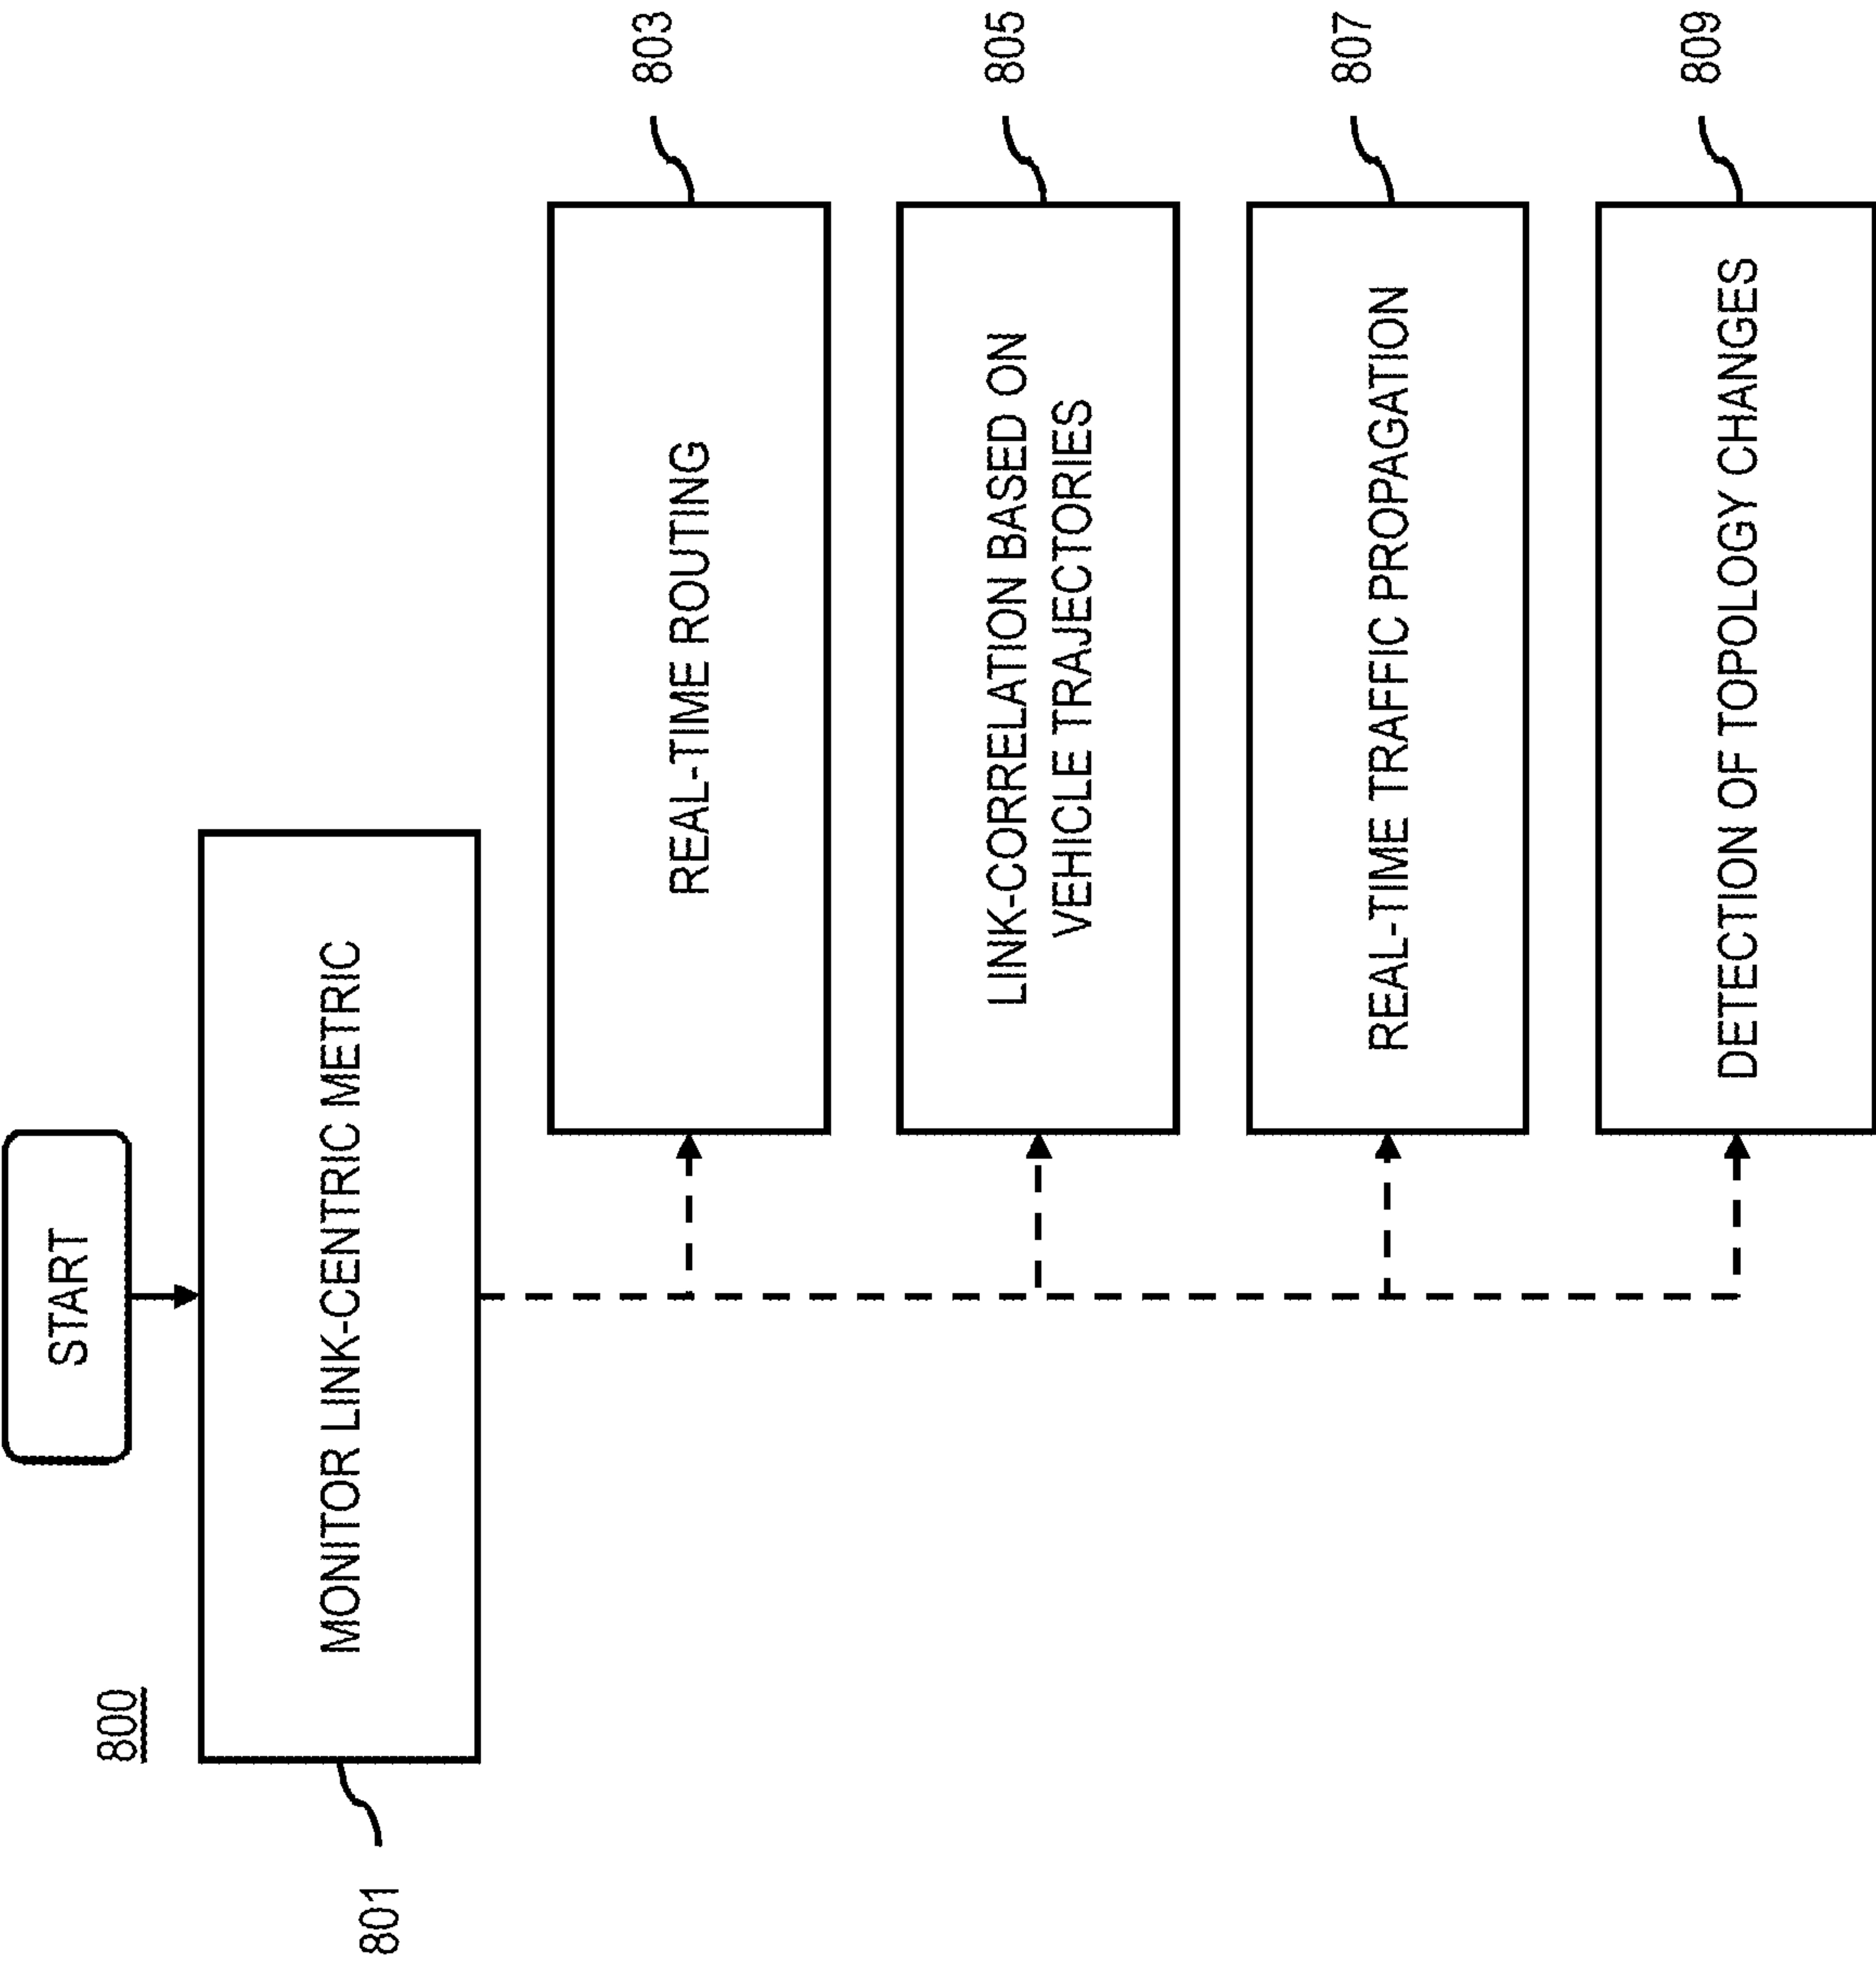 800
START
MONITOR LINK-CENTRIC METRIC
801
REAL-TIME ROUTING
803
LINK-CORRELATION BASED ON
VEHICLE TRAJECTORIES
805
REAL-TIME TRAFFIC PROPAGATION
807
DETECTION OF TOPOLOGY CHANGES
809